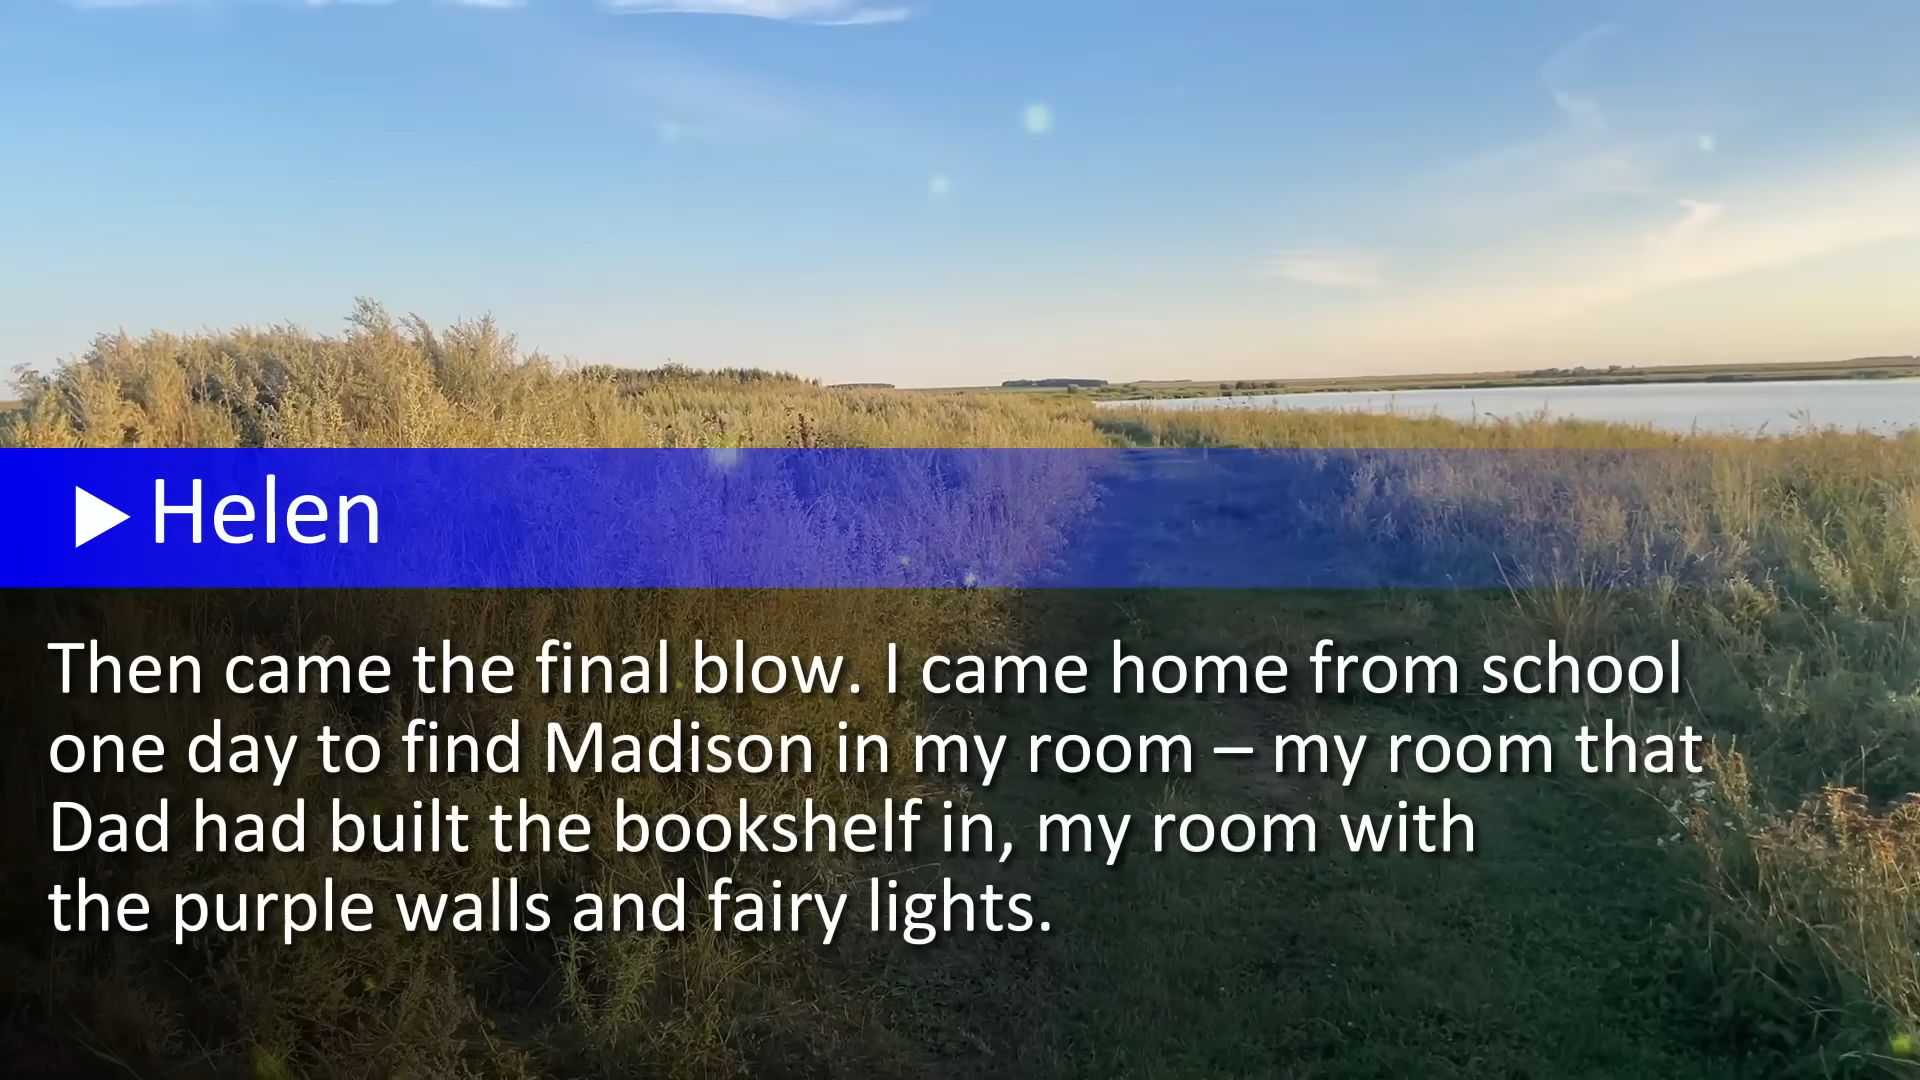 Helen
Then came the final blow. I came home from school
one day to find Madison in my room – my room that
Dad had built the bookshelf in, my room with
the purple walls and fairy lights.